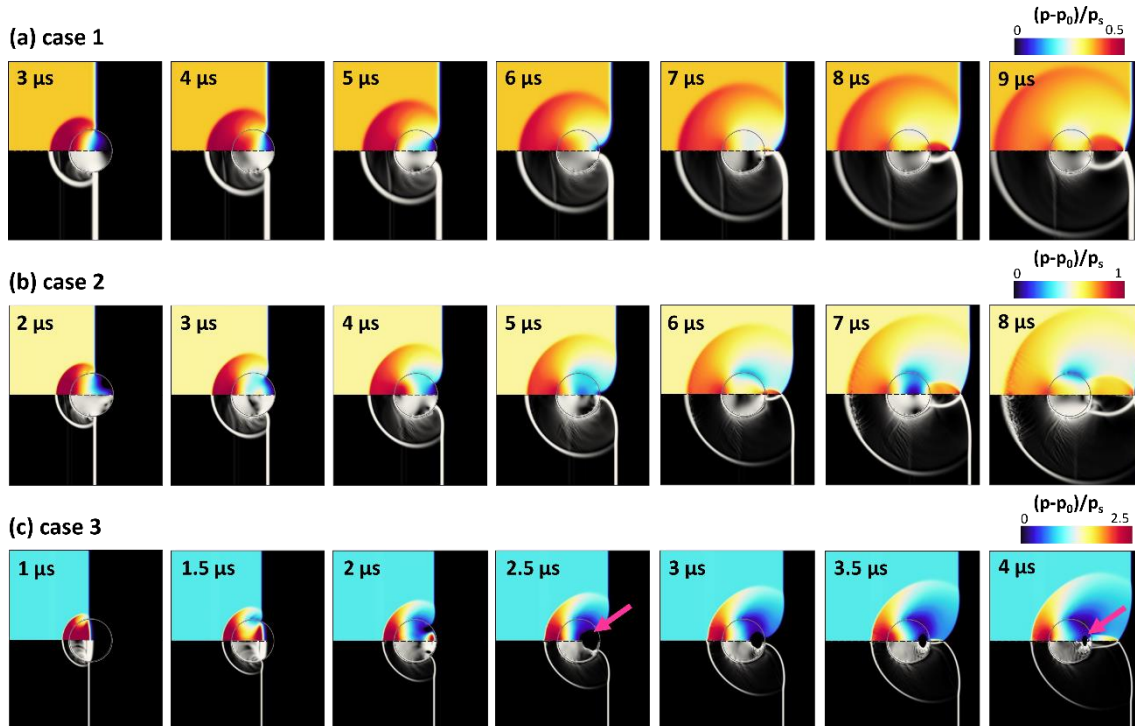 (a) case 1
(p-p₀)/pₛ
0 0.5
3 μs 4 μs 5 μs 6 μs 7 μs 8 μs 9 μs
(b) case 2
(p-p₀)/pₛ
0 1
2 μs 3 μs 4 μs 5 μs 6 μs 7 μs 8 μs
(c) case 3
(p-p₀)/pₛ
0 2.5
1 μs 1.5 μs 2 μs 2.5 μs 3 μs 3.5 μs 4 μs